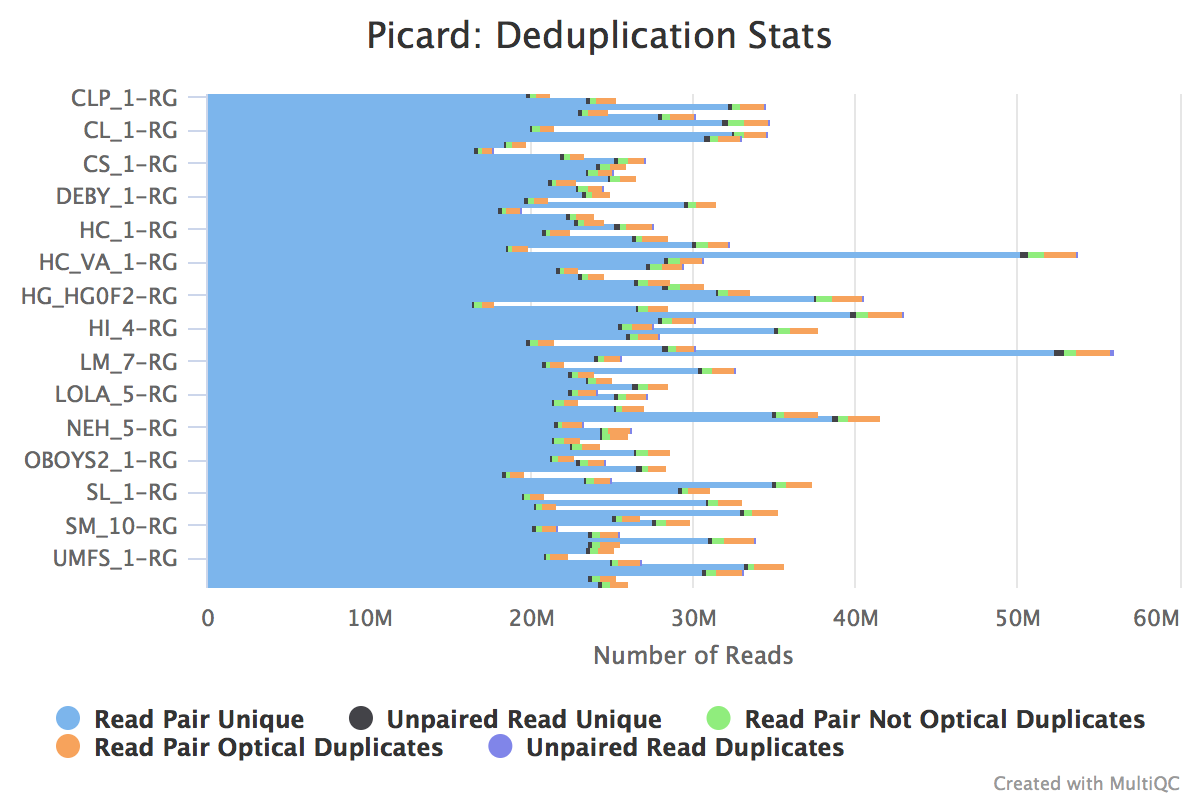 Picard: Deduplication Stats
CLP_1-RG
CL_1-RG
CS_1-RG
DEBY_1-RG
HC_1-RG
HC_VA_1-RG
HG_HG0F2-RG
HI_4-RG
LM_7-RG
LOLA_5-RG
NEH_5-RG
OBOYS2_1-RG
SL_1-RG
SM_10-RG
UMFS_1-RG
0 10M 20M 30M 40M 50M 60M
Number of Reads
Read Pair Unique Unpaired Read Unique Read Pair Not Optical Duplicates
Read Pair Optical Duplicates Unpaired Read Duplicates
Created with MultiQC